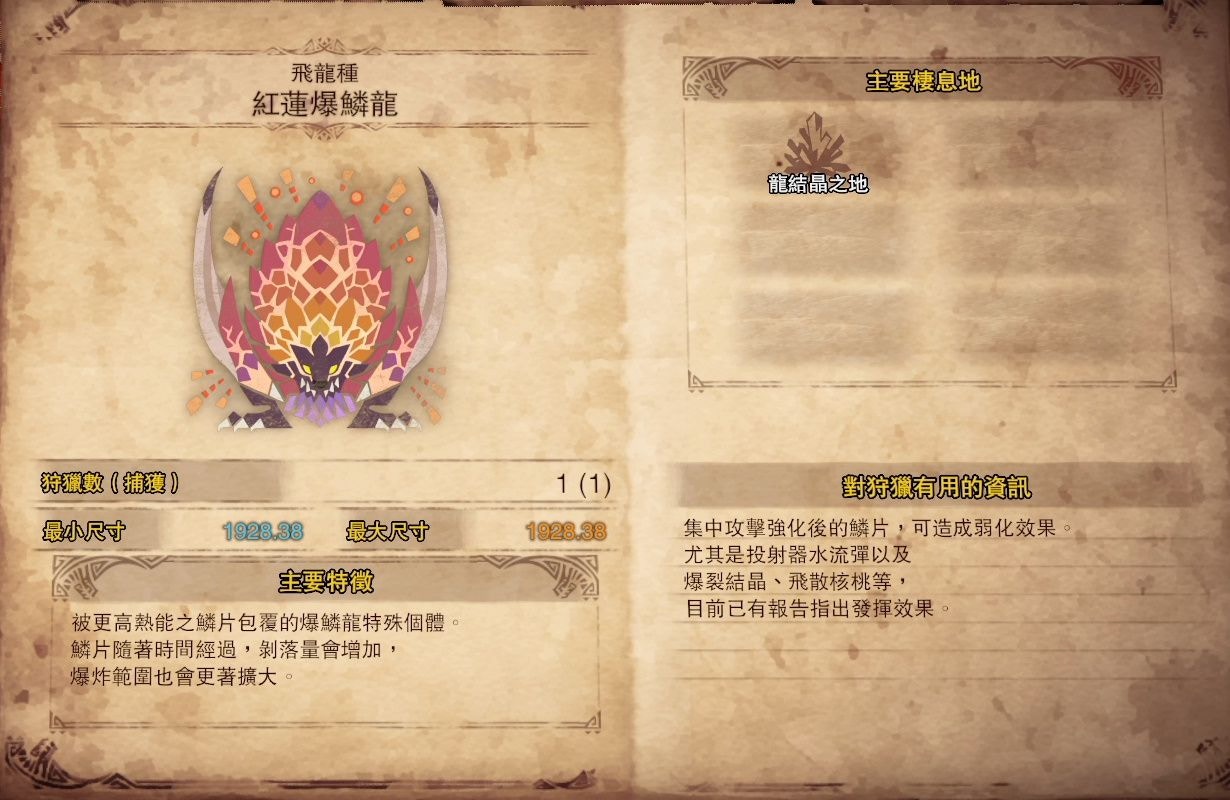 飛龍種
紅蓮爆鱗龍
狩獵數（捕獲）
1 (1)
最小尺寸 1928.38 最大尺寸 1928.38
主要特徵
被更高熱能之鱗片包覆的爆鱗龍特殊個體。
鱗片隨著時間經過，剝落量會增加，
爆炸範圍也會更著擴大。
主要棲息地
龍結晶之地
對狩獵有用的資訊
集中攻擊強化後的鱗片，可造成弱化效果。
尤其是投射器水流彈以及
爆裂結晶、飛散核桃等，
目前已有報告指出發揮效果。